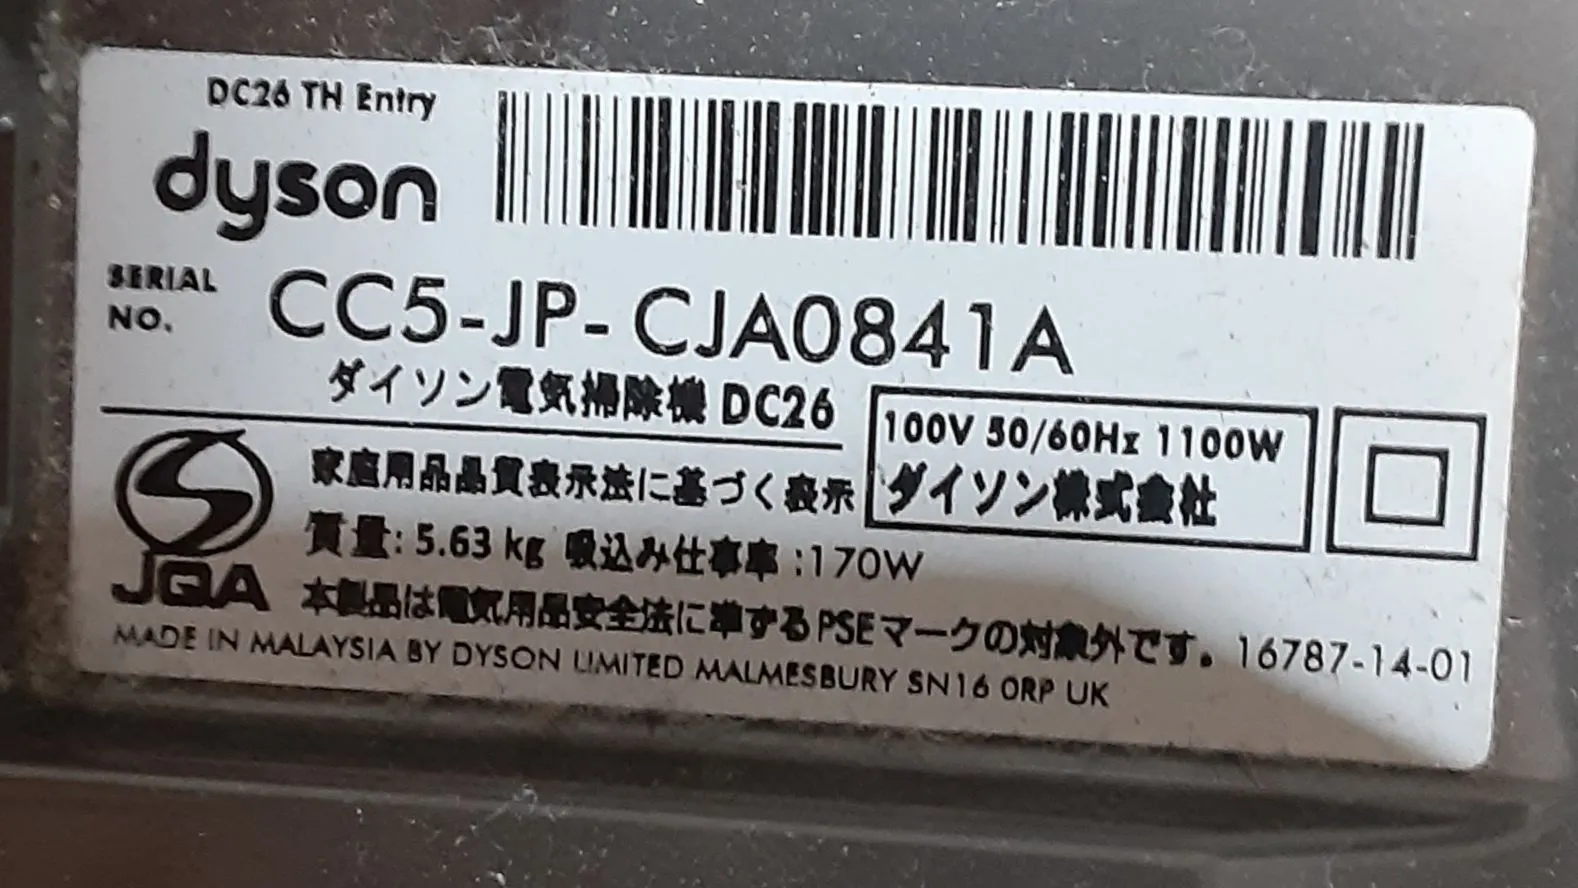 DC26 TH Entry
dyson
SERIAL NO. CC5-JP-CJA0841A
ダイソン電気掃除機 DC26
100V 50/60Hz 1100W
ダイソン株式会社
家庭用品品質表示法に基づく表示
質量: 5.63 kg 吸込み仕事率 :170W
JQA
本製品は電気用品安全法に準ずるPSEマークの対象外です。 16787-14-01
MADE IN MALAYSIA BY DYSON LIMITED MALMESBURY SN16 0RP UK